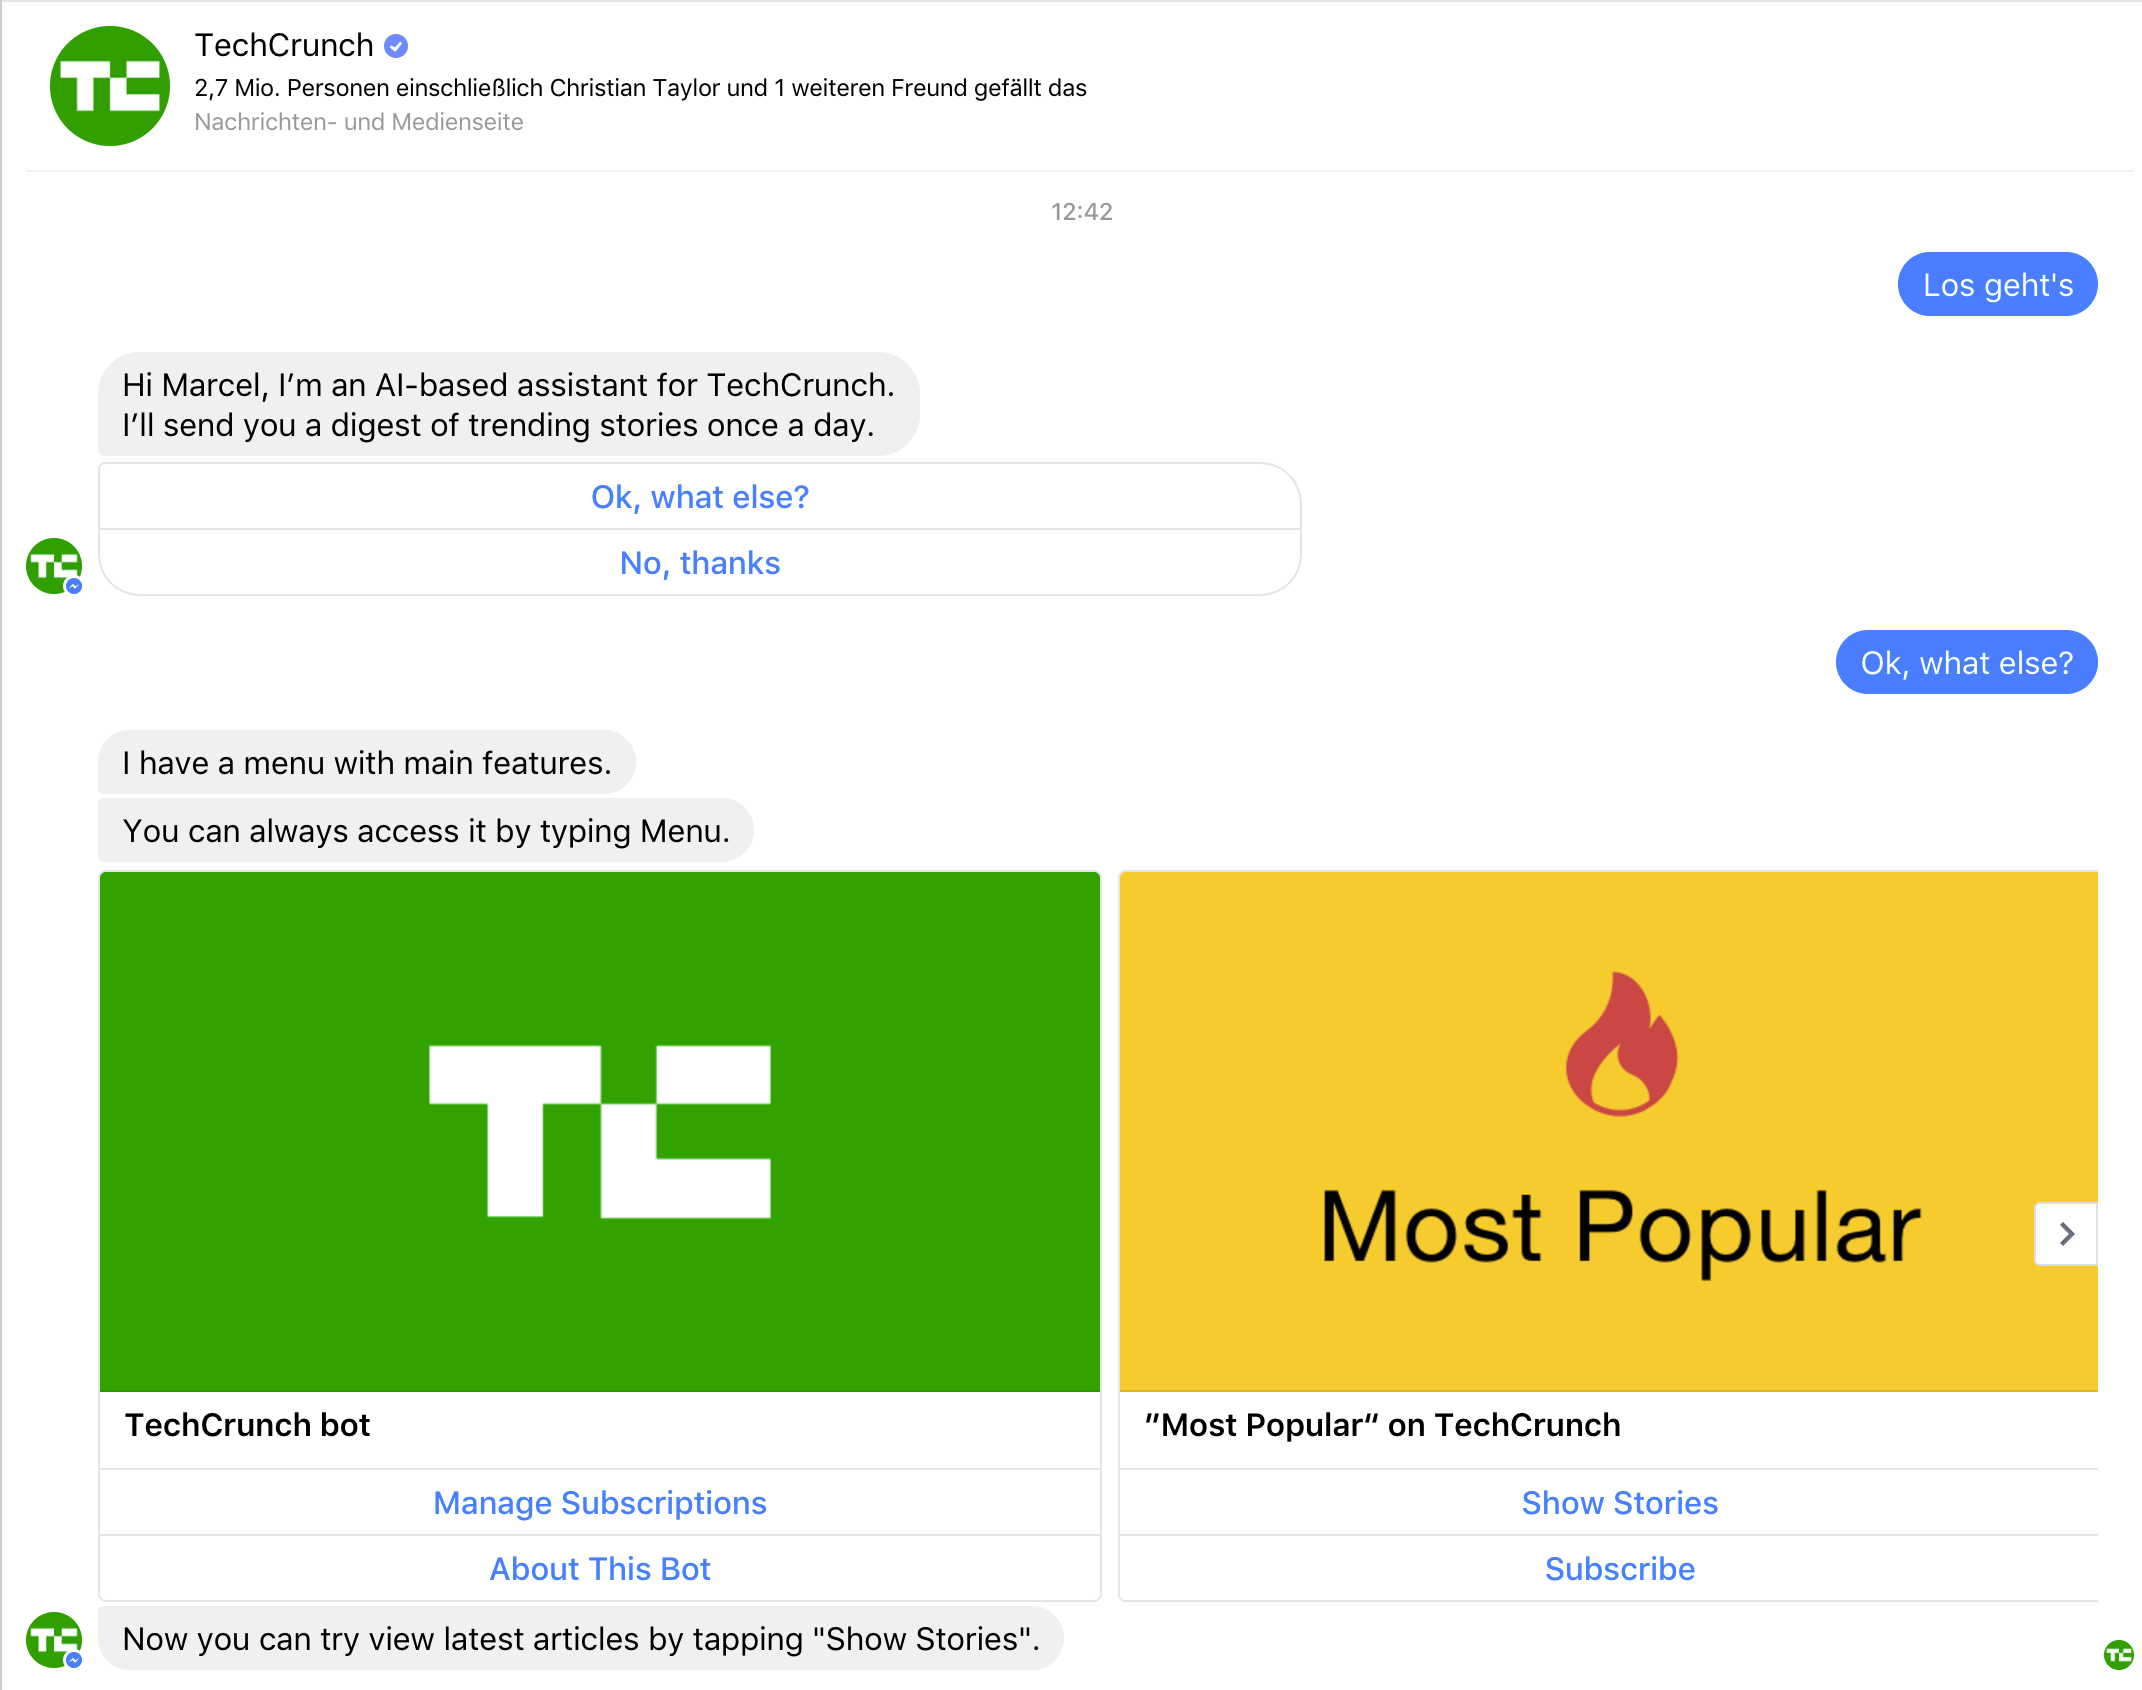 TechCrunch
2,7 Mio. Personen einschließlich Christian Taylor und 1 weiteren Freund gefällt das
Nachrichten- und Medienseite
12:42
Los geht's
Hi Marcel, I’m an AI-based assistant for TechCrunch.
I’ll send you a digest of trending stories once a day.
Ok, what else?
No, thanks
Ok, what else?
I have a menu with main features.
You can always access it by typing Menu.
TC
Most Popular
TechCrunch bot
”Most Popular“ on TechCrunch
Manage Subscriptions
Show Stories
About This Bot
Subscribe
Now you can try view latest articles by tapping "Show Stories".